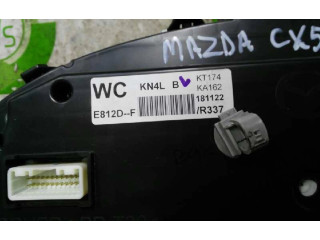 MAZDA CX5
WC KN4L B KT174
KA162
181122
E812D--F /R337